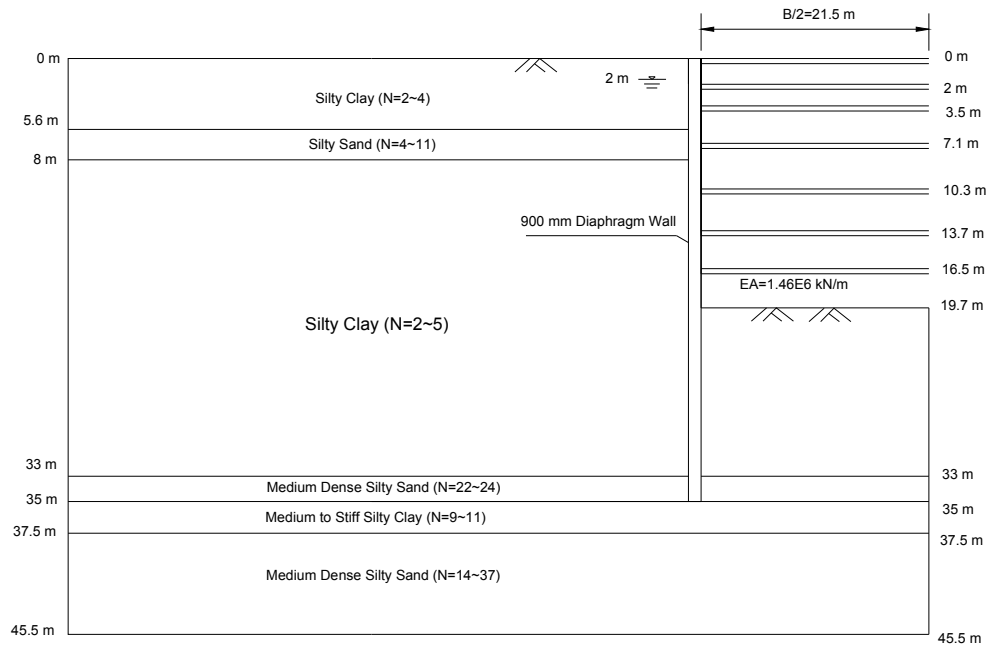 B/2=21.5 m
0 m
0 m
2 m
2 m
Silty Clay (N=2~4)
3.5 m
5.6 m
Silty Sand (N=4~11)
7.1 m
8 m
10.3 m
900 mm Diaphragm Wall
13.7 m
16.5 m
EA=1.46E6 kN/m
19.7 m
Silty Clay (N=2~5)
33 m
33 m
Medium Dense Silty Sand (N=22~24)
35 m
35 m
Medium to Stiff Silty Clay (N=9~11)
37.5 m
37.5 m
Medium Dense Silty Sand (N=14~37)
45.5 m
45.5 m